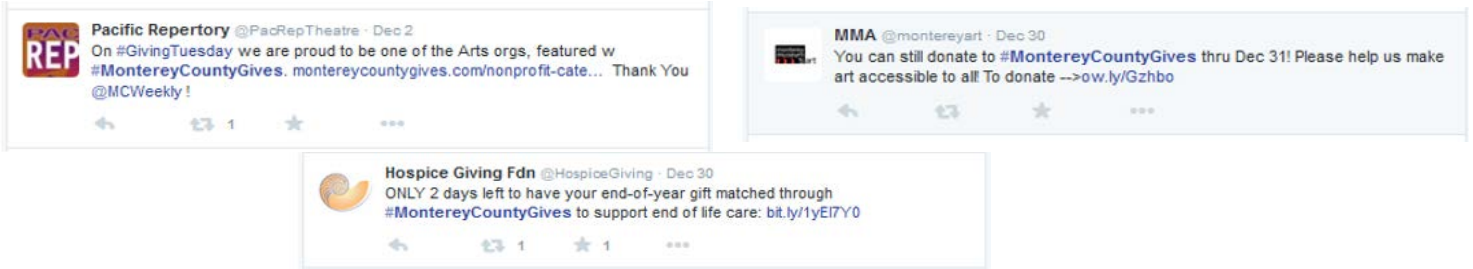 PAC
REP
Pacific Repertory @PacRepTheatre · Dec 2
On #GivingTuesday we are proud to be one of the Arts orgs, featured w
#MontereyCountyGives. montereycountygives.com/nonprofit-cate... Thank You
@MCWeekly !
1
MMA @montereyart · Dec 30
You can still donate to #MontereyCountyGives thru Dec 31! Please help us make
art accessible to all! To donate -->ow.ly/Gzhbo
Hospice Giving Fdn @HospiceGiving · Dec 30
ONLY 2 days left to have your end-of-year gift matched through
#MontereyCountyGives to support end of life care: bit.ly/1yEl7Y0
1 1